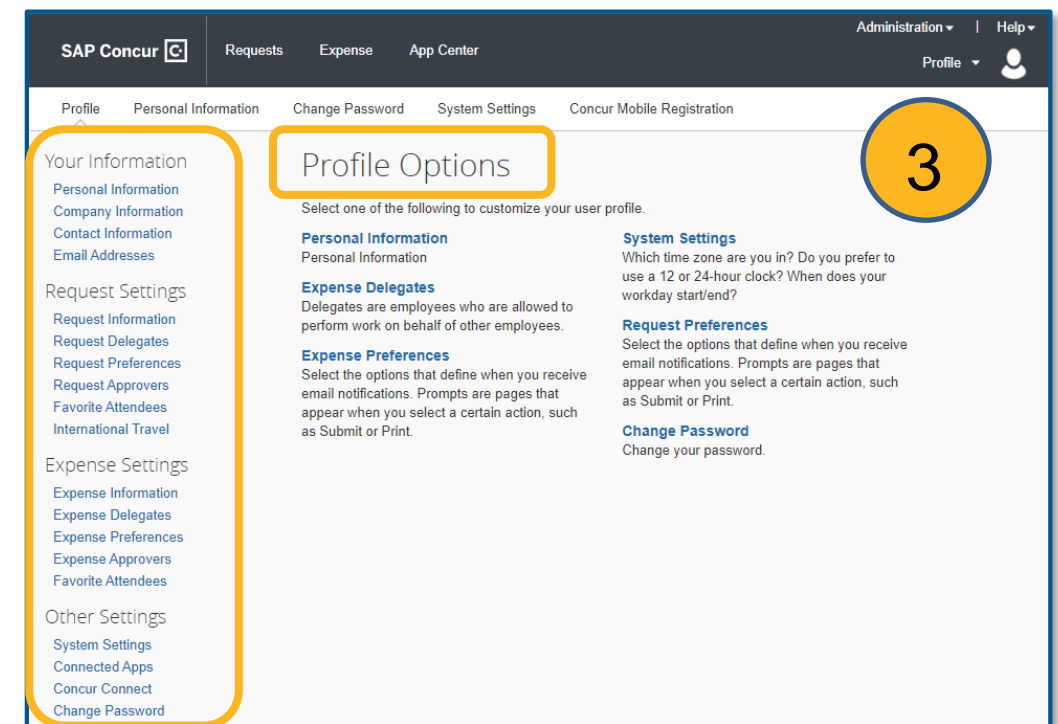 Administration | Help
SAP Concur C Requests Expense App Center
Profile
Profile Personal Information Change Password System Settings Concur Mobile Registration
3
Your Information
Personal Information
Company Information
Contact Information
Email Addresses
Request Settings
Request Information
Request Delegates
Request Preferences
Request Approvers
Favorite Attendees
International Travel
Expense Settings
Expense Information
Expense Delegates
Expense Preferences
Expense Approvers
Favorite Attendees
Other Settings
System Settings
Connected Apps
Concur Connect
Change Password
Profile Options
Select one of the following to customize your user profile.
Personal Information
Personal Information
Expense Delegates
Delegates are employees who are allowed to
perform work on behalf of other employees.
Expense Preferences
Select the options that define when you receive
email notifications. Prompts are pages that
appear when you select a certain action, such
as Submit or Print.
System Settings
Which time zone are you in? Do you prefer to
use a 12 or 24-hour clock? When does your
workday start/end?
Request Preferences
Select the options that define when you receive
email notifications. Prompts are pages that
appear when you select a certain action, such
as Submit or Print.
Change Password
Change your password.